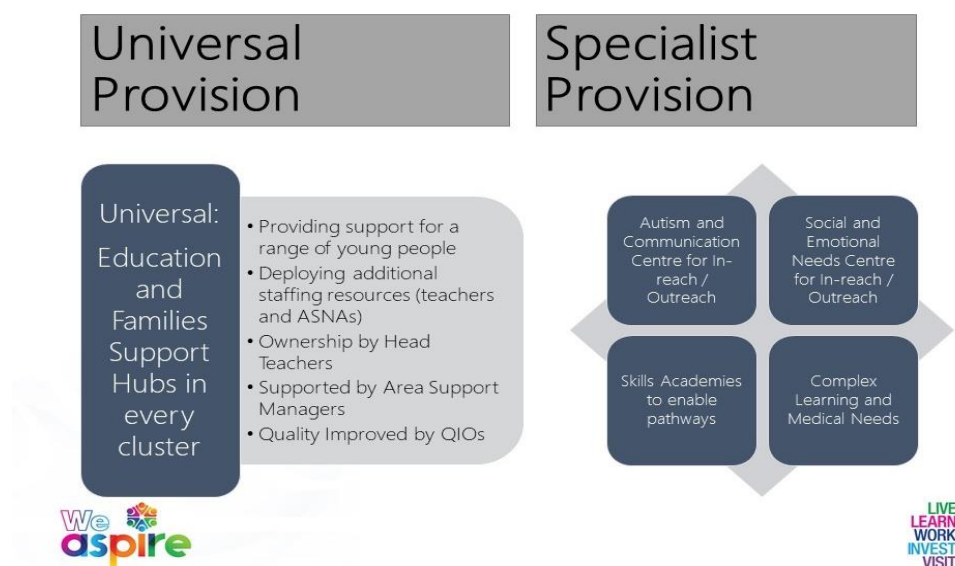 Universal
Provision
Specialist
Provision
Universal:
Education
and
Families
Support
Hubs in
every
cluster
• Providing support for a
range of young people
• Deploying additional
staffing resources (teachers
and ASNAs)
• Ownership by Head
Teachers
• Supported by Area Support
Managers
• Quality Improved by QIOs
Autism and
Communication
Centre for In-
reach /
Outreach
Social and
Emotional
Needs Centre
for In-reach /
Outreach
Skills Academies
to enable
pathways
Complex
Learning and
Medical Needs
We
aspire
LIVE
LEARN
WORK
INVEST
VISIT